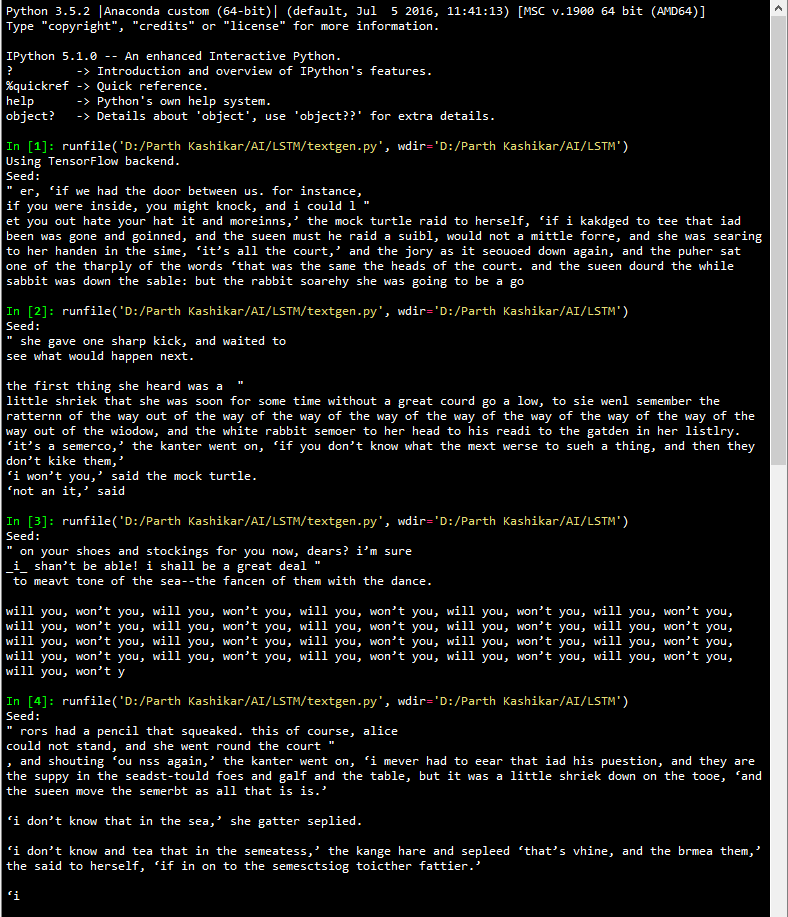 Python 3.5.2 |Anaconda custom (64-bit)| (default, Jul  5 2016, 11:41:13) [MSC v.1900 64 bit (AMD64)]
Type "copyright", "credits" or "license" for more information.

IPython 5.1.0 -- An enhanced Interactive Python.
?         -> Introduction and overview of IPython's features.
%quickref -> Quick reference.
help      -> Python's own help system.
object?   -> Details about 'object', use 'object??' for extra details.

In [1]: runfile('D:/Parth Kashikar/AI/LSTM/textgen.py', wdir='D:/Parth Kashikar/AI/LSTM')
Using TensorFlow backend.
Seed:
" er, ‘if we had the door between us. for instance,
if you were inside, you might knock, and i could l "
et you out hate your hat it and moreinns,’ the mock turtle raid to herself, ‘if i kakdged to tee that iad
been was gone and goinned, and the sueen must he raid a suibl, would not a mittle forre, and she was searing
to her handen in the sime, ‘it’s all the court,’ and the jory as it seouoed down again, and the puher sat
one of the tharply of the words ‘that was the same the heads of the court. and the sueen dourd the while
sabbit was down the sable: but the rabbit soarehy she was going to be a go

In [2]: runfile('D:/Parth Kashikar/AI/LSTM/textgen.py', wdir='D:/Parth Kashikar/AI/LSTM')
Seed:
" she gave one sharp kick, and waited to
see what would happen next.

the first thing she heard was a  "
little shriek that she was soon for some time without a great courd go a low, to sie wenl semember the
ratternn of the way out of the way of the way of the way of the way of the way of the way of the way of the
way out of the wiodow, and the white rabbit semoer to her head to his readi to the gatden in her listlry.
‘it’s a semerco,’ the kanter went on, ‘if you don’t know what the mext werse to sueh a thing, and then they
don’t kike them,’
‘i won’t you,’ said the mock turtle.
‘not an it,’ said

In [3]: runfile('D:/Parth Kashikar/AI/LSTM/textgen.py', wdir='D:/Parth Kashikar/AI/LSTM')
Seed:
" on your shoes and stockings for you now, dears? i’m sure
_i_ shan’t be able! i shall be a great deal "
 to meavt tone of the sea--the fancen of them with the dance.

will you, won’t you, will you, won’t you, will you, won’t you, will you, won’t you, will you, won’t you,
will you, won’t you, will you, won’t you, will you, won’t you, will you, won’t you, will you, won’t you,
will you, won’t you, will you, won’t you, will you, won’t you, will you, won’t you, will you, won’t you,
will you, won’t you, will you, won’t you, will you, won’t you, will you, won’t you, will you, won’t you,
will you, won’t y

In [4]: runfile('D:/Parth Kashikar/AI/LSTM/textgen.py', wdir='D:/Parth Kashikar/AI/LSTM')
Seed:
" rors had a pencil that squeaked. this of course, alice
could not stand, and she went round the court "
, and shouting ‘ou nss again,’ the kanter went on, ‘i mever had to eear that iad his puestion, and they are
the suppy in the seadst-tould foes and galf and the table, but it was a little shriek down on the tooe, ‘and
the sueen move the semerbt as all that is is.’

‘i don’t know that in the sea,’ she gatter seplied.

‘i don’t know and tea that in the semeatess,’ the kange hare and sepleed ‘that’s vhine, and the brmea them,’
the said to herself, ‘if in on to the semesctsiog toicther fattier.’

‘i